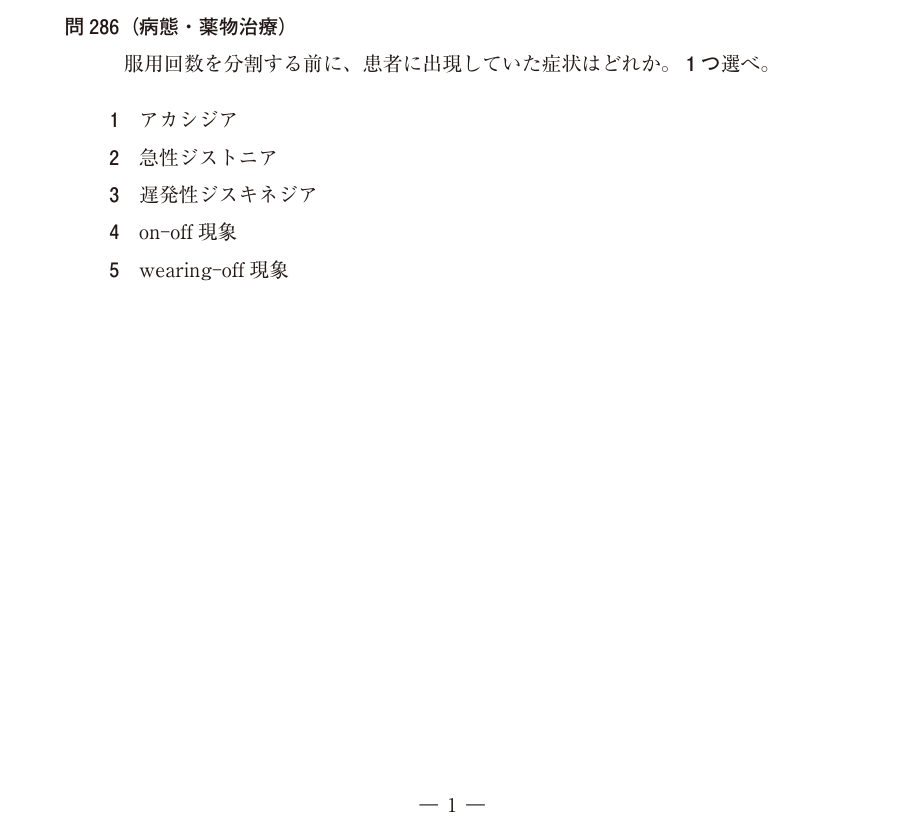 問 286（病態・薬物治療）
服用回数を分割する前に、患者に出現していた症状はどれか。1つ選べ。
1 アカシジア
2 急性ジストニア
3 遅発性ジスキネジア
4 on-off 現象
5 wearing-off 現象
— 1 —